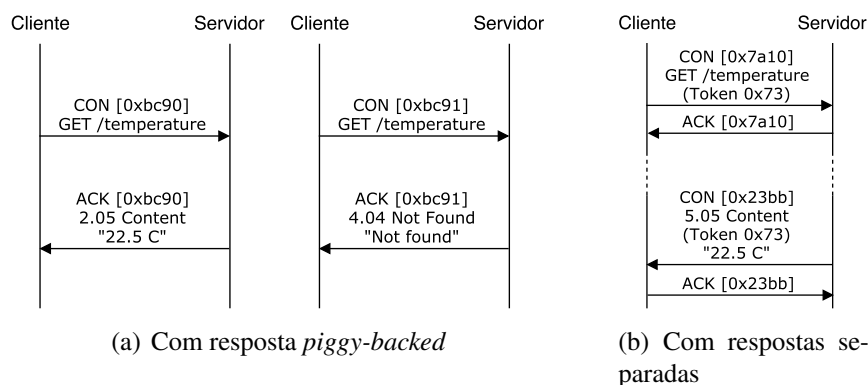 Cliente
Servidor
CON [0xbc90]
GET /temperature
ACK [0xbc90]
2.05 Content
"22.5 C"
Cliente
Servidor
CON [0xbc91]
GET /temperature
ACK [0xbc91]
4.04 Not Found
"Not found"
(a) Com resposta piggy-backed
Cliente
Servidor
CON [0x7a10]
GET /temperature
(Token 0x73)
ACK [0x7a10]
CON [0x23bb]
5.05 Content
(Token 0x73)
"22.5 C"
ACK [0x23bb]
(b) Com respostas se-
paradas